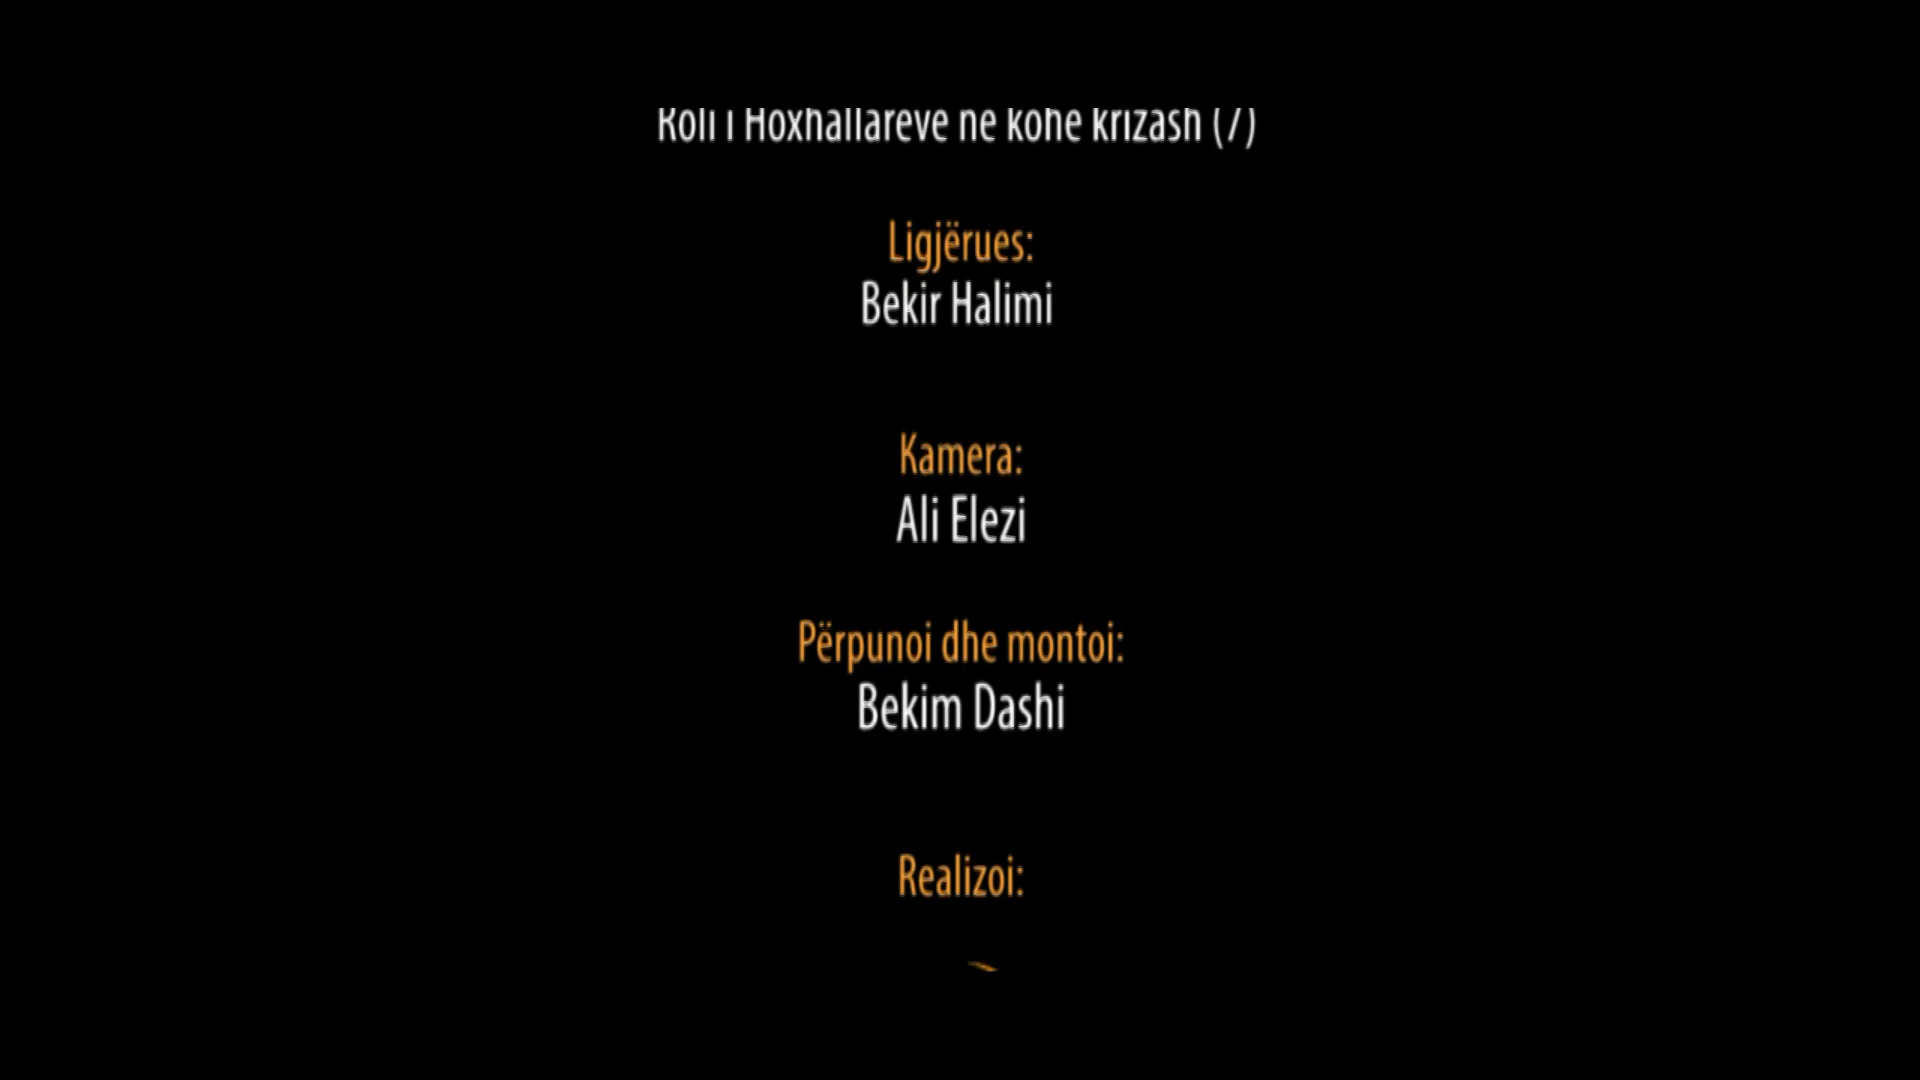 Roli i Hoxhallarëve në kohë krizash (7)
Ligjërues:
Bekir Halimi
Kamera:
Ali Elezi
Përpunoi dhe montoi:
Bekim Dashi
Realizoi: